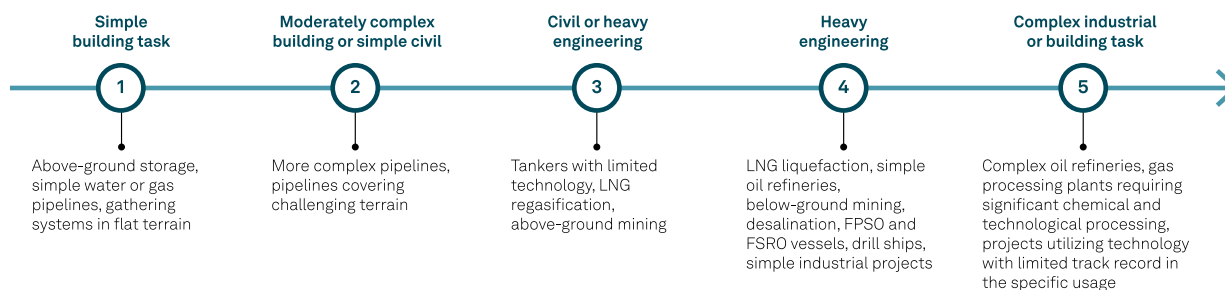 Simple
building task
Moderately complex
building or simple civil
Civil or heavy
engineering
Heavy
engineering
Complex industrial
or building task
1
2
3
4
5
Above-ground storage,
simple water or gas
pipelines, gathering
systems in flat terrain
More complex pipelines,
pipelines covering
challenging terrain
Tankers with limited
technology, LNG
regasification,
above-ground mining
LNG liquefaction, simple
oil refineries,
below-ground mining,
desalination, FPSO and
FSRO vessels, drill ships,
simple industrial projects
Complex oil refineries, gas
processing plants requiring
significant chemical and
technological processing,
projects utilizing technology
with limited track record in
the specific usage